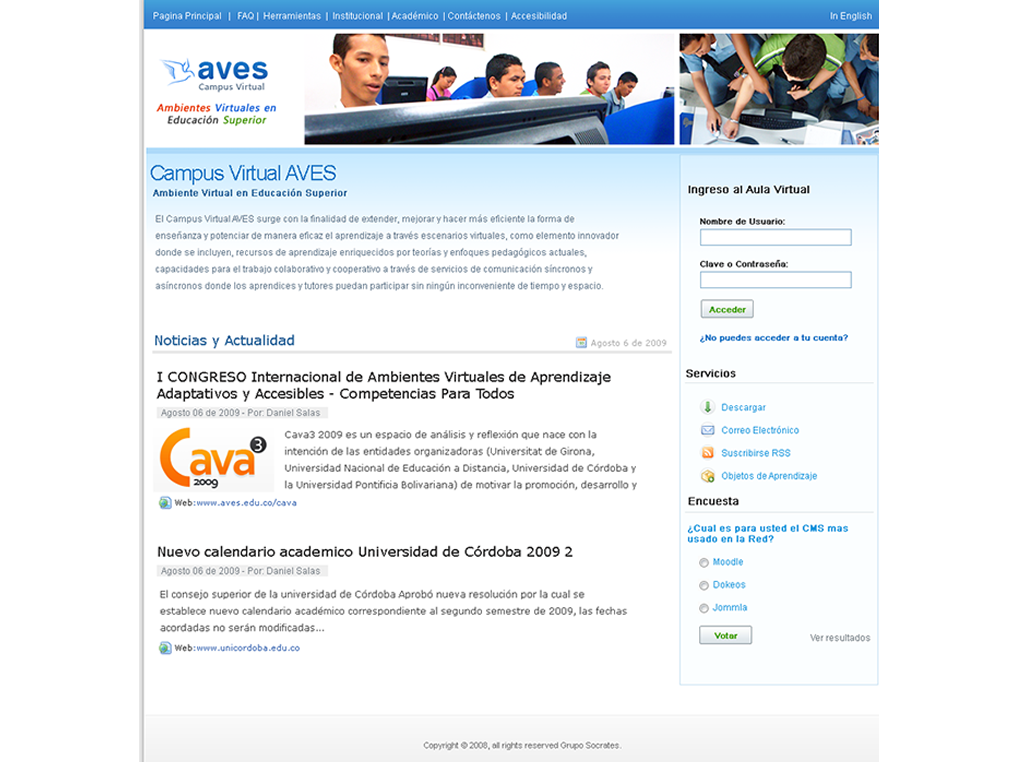 Pagina Principal | FAQ | Herramientas | Institucional | Académico | Contáctenos | Accesibilidad
In English
aves
Campus Virtual
Ambientes Virtuales en
Educación Superior
Campus Virtual AVES
Ambiente Virtual en Educación Superior
El Campus Virtual AVES surge con la finalidad de extender, mejorar y hacer más eficiente la forma de
enseñanza y potenciar de manera eficaz el aprendizaje a través escenarios virtuales, como elemento innovador
donde se incluyen, recursos de aprendizaje enriquecidos por teorías y enfoques pedagógicos actuales,
capacidades para el trabajo colaborativo y cooperativo a través de servicios de comunicación síncronos y
asíncronos donde los aprendices y tutores puedan participar sin ningún inconveniente de tiempo y espacio.
Noticias y Actualidad
Agosto 6 de 2009
I CONGRESO Internacional de Ambientes Virtuales de Aprendizaje
Adaptativos y Accesibles - Competencias Para Todos
Agosto 06 de 2009 - Por: Daniel Salas
Cava 3
2009
Cava3 2009 es un espacio de análisis y reflexión que nace con la
intención de las entidades organizadoras (Universitat de Girona,
Universidad Nacional de Educación a Distancia, Universidad de Córdoba y
la Universidad Pontificia Bolivariana) de motivar la promoción, desarrollo y
Web:www.aves.edu.co/cava
Nuevo calendario academico Universidad de Córdoba 2009 2
Agosto 06 de 2009 - Por: Daniel Salas
El consejo superior de la universidad de Córdoba Aprobó nueva resolución por la cual se
establece nuevo calendario académico correspondiente al segundo semestre de 2009, las fechas
acordadas no serán modificadas...
Web:www.unicordoba.edu.co
Ingreso al Aula Virtual
Nombre de Usuario:
Clave o Contraseña:
Acceder
¿No puedes acceder a tu cuenta?
Servicios
Descargar
Correo Electrónico
Suscribirse RSS
Objetos de Aprendizaje
Encuesta
¿Cual es para usted el CMS mas
usado en la Red?
Moodle
Dokeos
Jommla
Votar
Ver resultados
Copyright © 2008, all rights reserved Grupo Socrates.